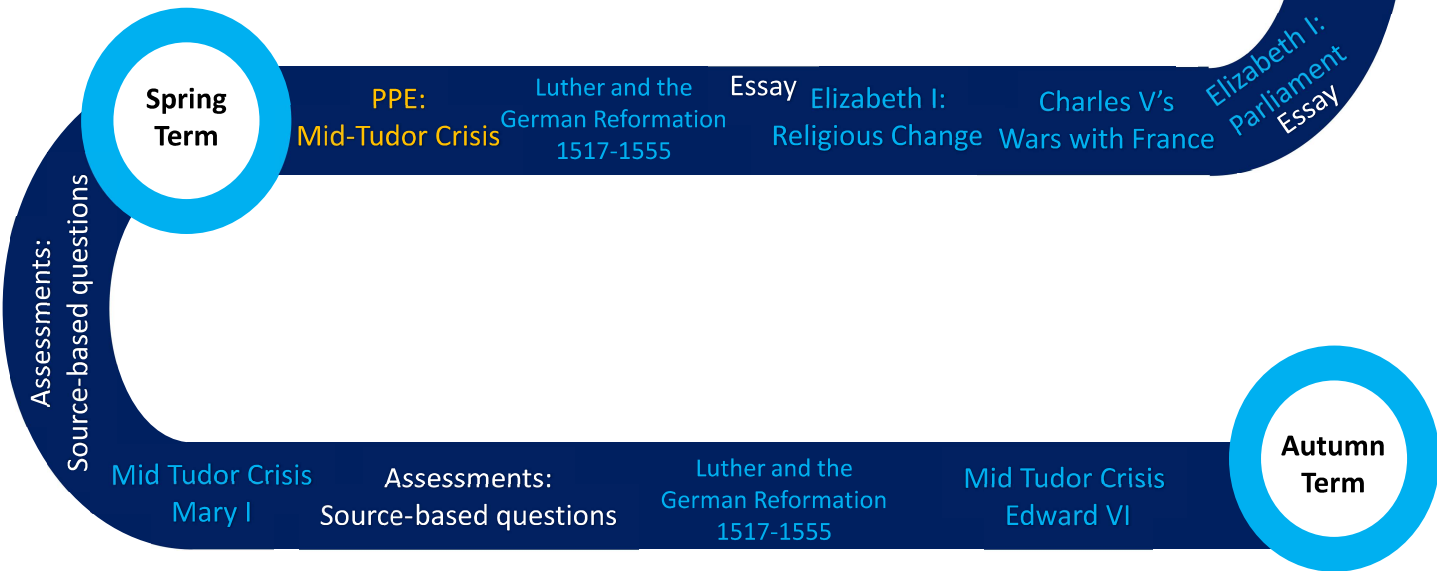 Spring
Term
PPE:
Mid-Tudor Crisis
Luther and the
German Reformation
1517-1555
Essay
Elizabeth I:
Religious Change
Charles V’s
Wars with France
Elizabeth I:
Parliament
Essay
Assessments:
Source-based questions
Mid Tudor Crisis
Mary I
Assessments:
Source-based questions
Luther and the
German Reformation
1517-1555
Mid Tudor Crisis
Edward VI
Autumn
Term